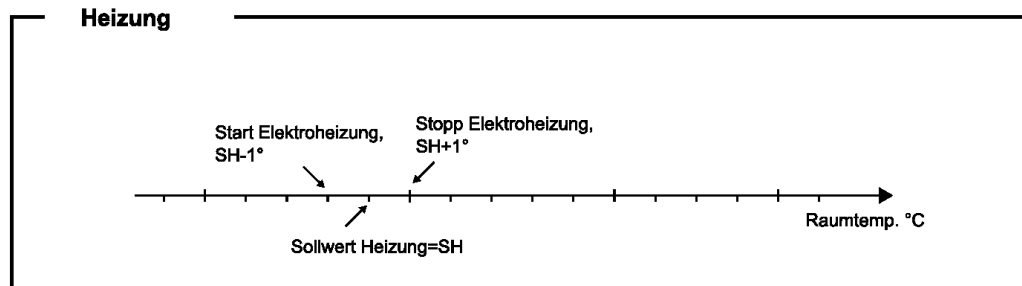 Heizung
Start Elektroheizung,
SH-1°
Stopp Elektroheizung,
SH+1°
Sollwert Heizung=SH
Raumtemp. °C